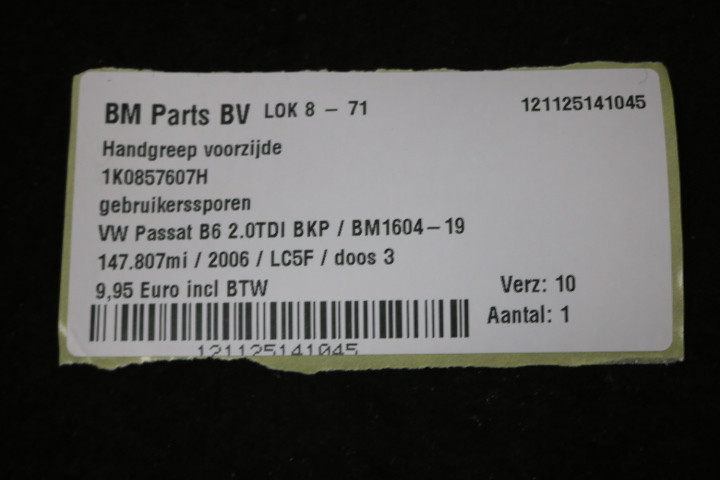 BM Parts BV LOK 8 – 71 121125141045
Handgreep voorzijde
1K0857607H
gebruikerssporen
VW Passat B6 2.0TDI BKP / BM1604–19
147.807mi / 2006 / LC5F / doos 3
9,95 Euro incl BTW Verz: 10
Aantal: 1
121125141045